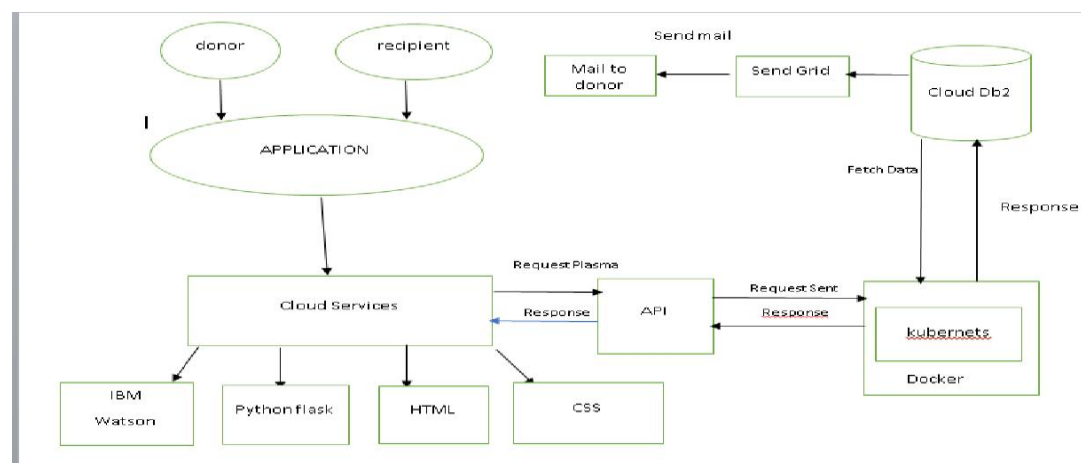 donor
recipient
Send mail
Mail to
donor
Send Grid
Cloud Db2
APPLICATION
Fetch Data
Response
Request Plasma
Cloud Services
Response
API
Request Sent
Response
kubernets
Docker
IBM
Watson
Python flask
HTML
CSS